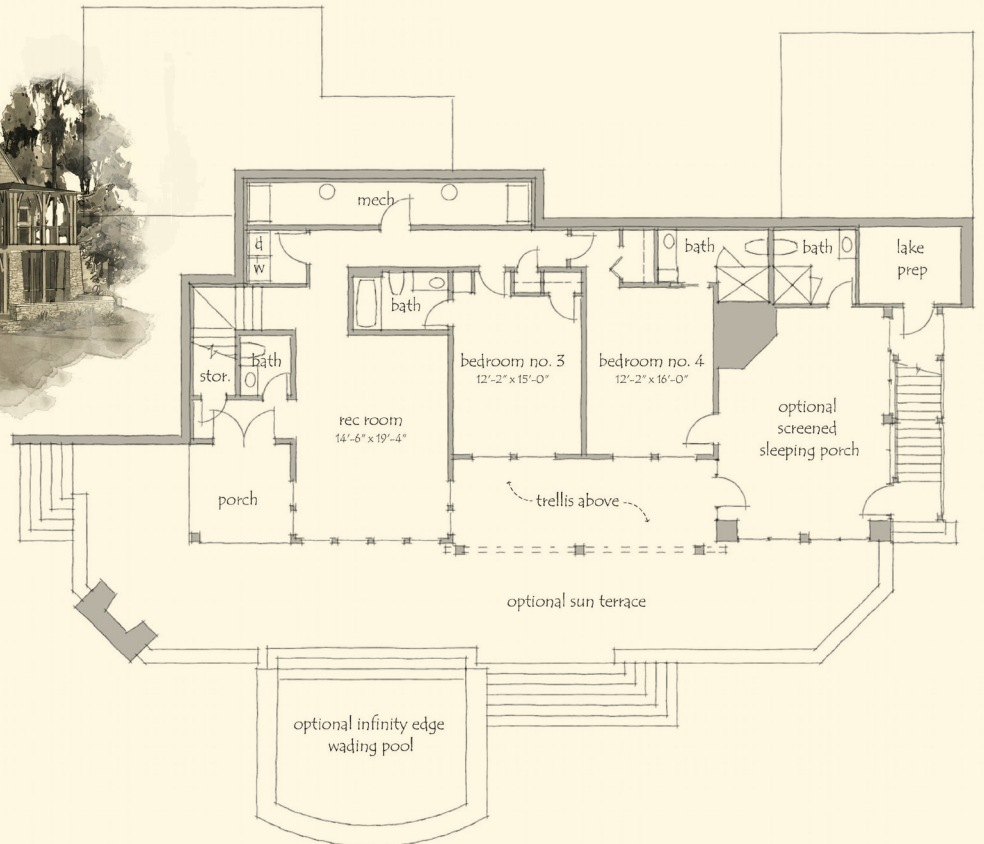 mech
d
w
bath
bath
lake
prep
bath
bath
stor.
bedroom no. 3
12'-2" x 15'-0"
bedroom no. 4
12'-2" x 16'-0"
rec room
14'-6" x 19'-4"
optional
screened
sleeping porch
porch
trellis above
optional sun terrace
optional infinity edge
wading pool